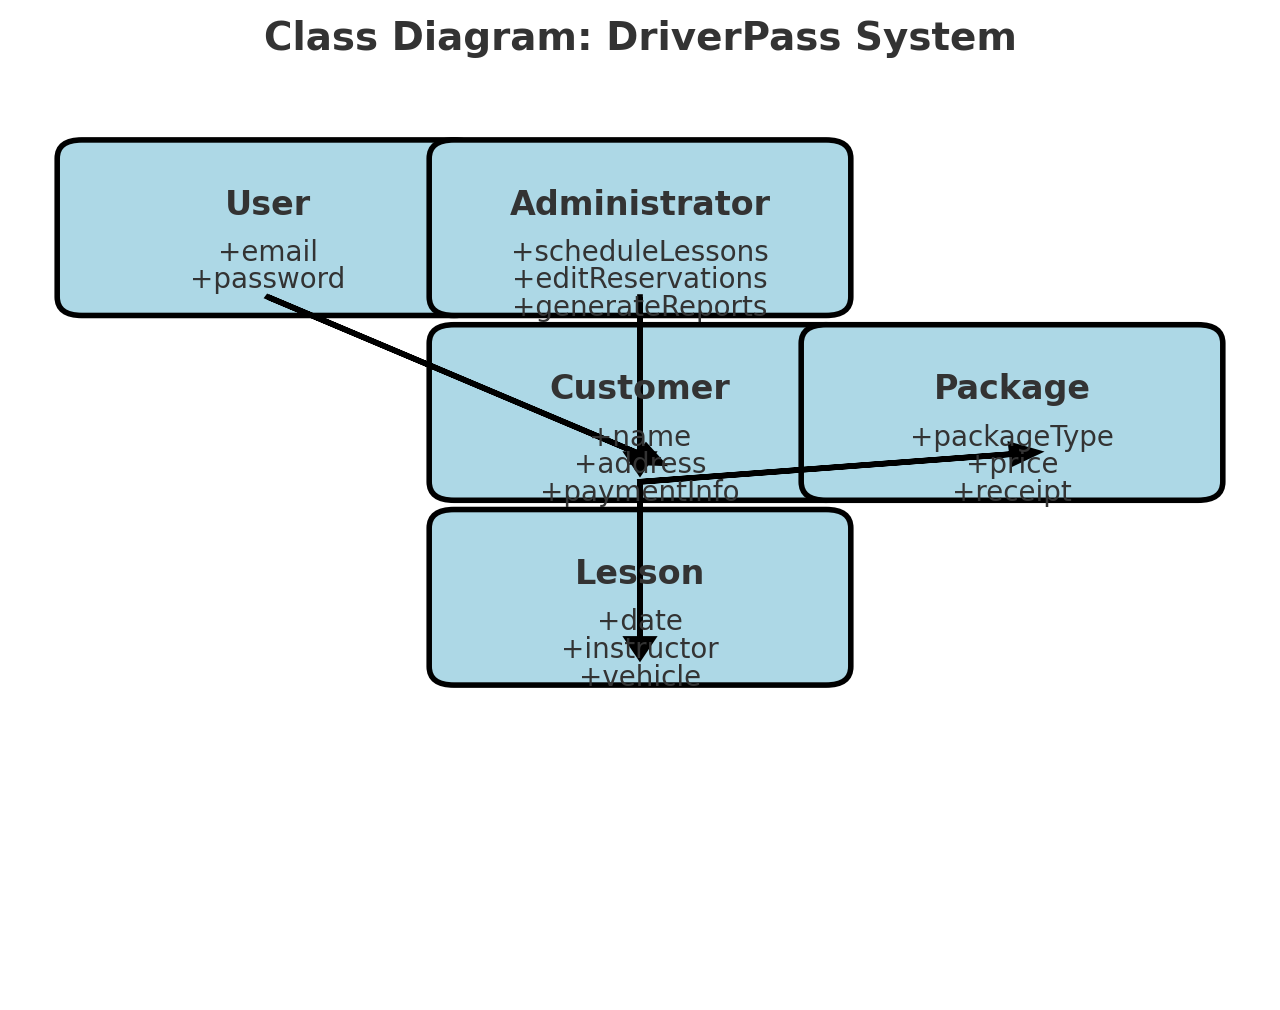 Class Diagram: DriverPass System
User
+email
+password
Administrator
+scheduleLessons
+editReservations
+generateReports
Customer
+name
+address
+paymentInfo
Package
+packageType
+price
+receipt
Lesson
+date
+instructor
+vehicle